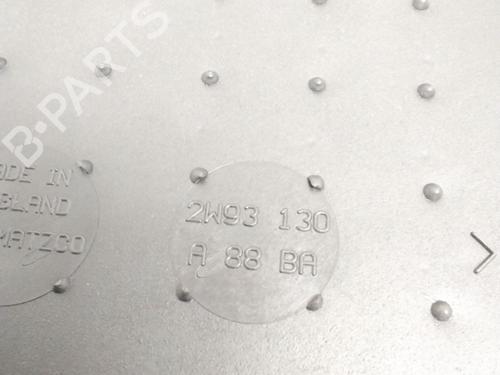 B-PARTS
ADE IN
GLAND
MATZCO
2W93 130
A 88 BA